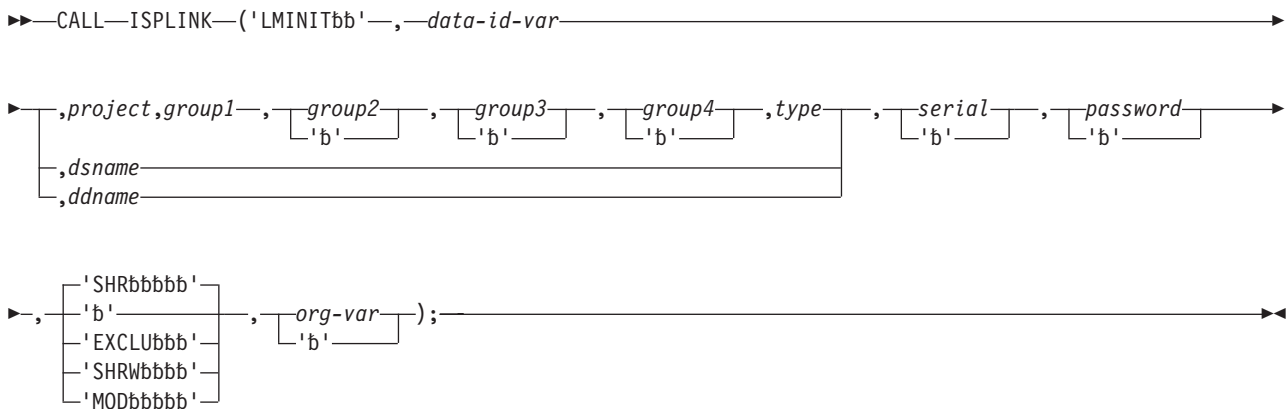 CALL ISPLINK ('LMINITƀƀ' , data-id-var
,project,group1 , group2 , group3 , group4 ,type , serial , password
'ƀ' 'ƀ' 'ƀ' 'ƀ' 'ƀ'
,dsname
,ddname
'SHRƀƀƀƀƀ'
, 'ƀ' , org-var );
'EXCLUƀƀƀ' 'ƀ'
'SHRWƀƀƀƀ'
'MODƀƀƀƀƀ'